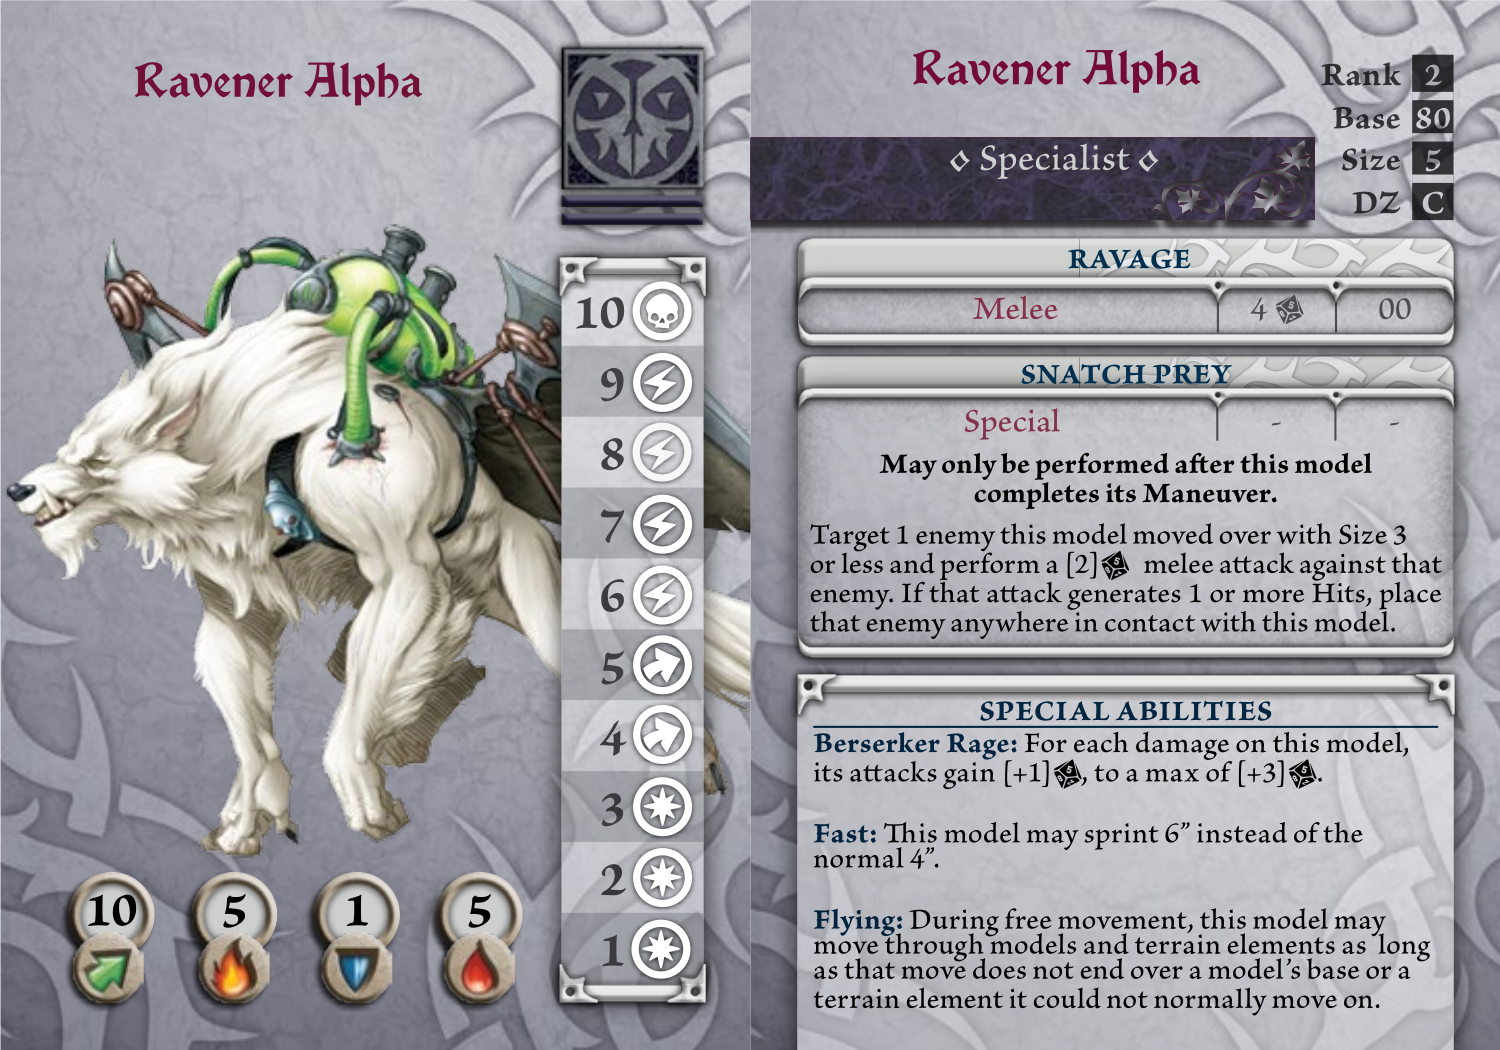 Ravener Alpha
10
9
8
7
6
5
4
3
2
1
10 5 1 5
Ravener Alpha
Rank 2
Base 80
Size 5
DZ C
◇ Specialist ◇
RAVAGE
Melee 4 00
SNATCH PREY
Special - -
May only be performed after this model
completes its Maneuver.
Target 1 enemy this model moved over with Size 3
or less and perform a [2] melee attack against that
enemy. If that attack generates 1 or more Hits, place
that enemy anywhere in contact with this model.
SPECIAL ABILITIES
Berserker Rage: For each damage on this model,
its attacks gain [+1], to a max of [+3].
Fast: This model may sprint 6” instead of the
normal 4”.
Flying: During free movement, this model may
move through models and terrain elements as long
as that move does not end over a model’s base or a
terrain element it could not normally move on.